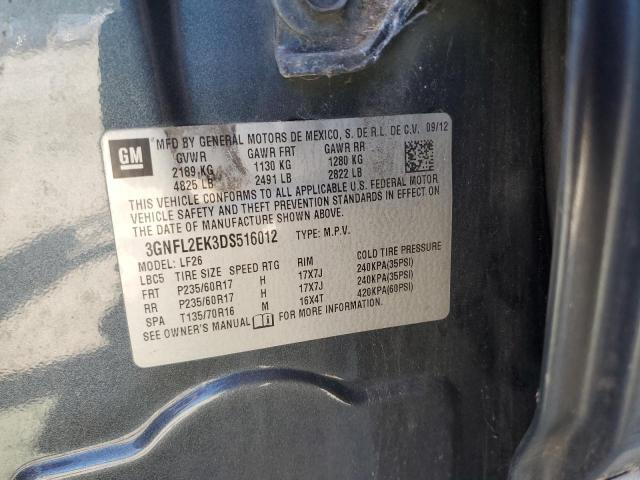 GM
MFD BY GENERAL MOTORS DE MEXICO, S. DE R.L. DE C.V. 09/12
GVWR GAWR FRT GAWR RR
2189 KG 1130 KG 1280 KG
4825 LB 2491 LB 2822 LB
THIS VEHICLE CONFORMS TO ALL APPLICABLE U.S. FEDERAL MOTOR
VEHICLE SAFETY AND THEFT PREVENTION STANDARDS IN EFFECT ON
THE DATE OF MANUFACTURE SHOWN ABOVE.
3GNFL2EK3DS516012 TYPE: M.P.V.
MODEL: LF26
LBC5 TIRE SIZE SPEED RTG RIM COLD TIRE PRESSURE
FRT P235/60R17 H 17X7J 240KPA(35PSI)
RR P235/60R17 H 17X7J 240KPA(35PSI)
SPA T135/70R16 M 16X4T 420KPA(60PSI)
SEE OWNER'S MANUAL FOR MORE INFORMATION.